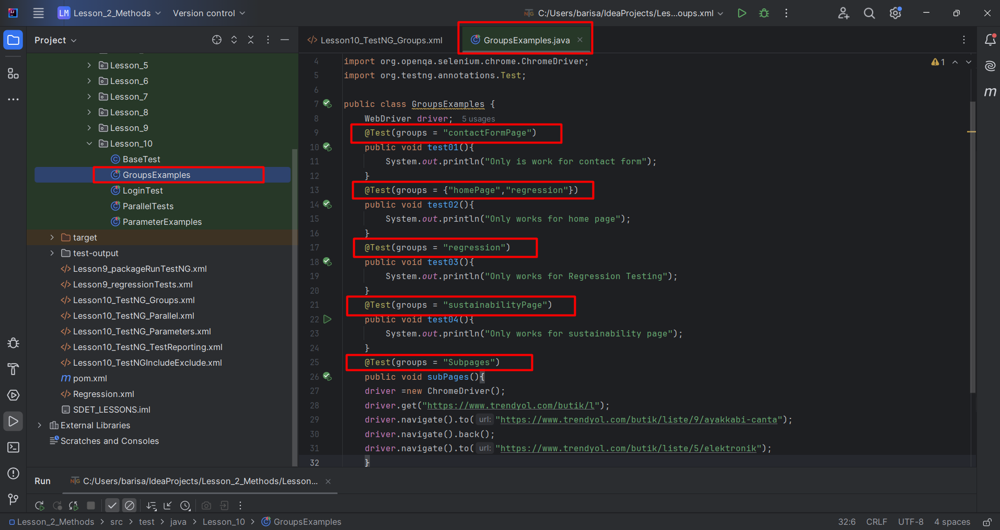 LM Lesson_2_Methods Version control C:/Users/barisa/IdeaProjects/Les...oups.xml
Project
Lesson10_TestNG_Groups.xml GroupsExamples.java
Lesson_5
Lesson_6
Lesson_7
Lesson_8
Lesson_9
Lesson_10
BaseTest
GroupsExamples
LoginTest
ParallelTests
ParameterExamples
target
test-output
Lesson9_packageRunTestNG.xml
Lesson9_regressionTests.xml
Lesson10_TestNG_Groups.xml
Lesson10_TestNG_Parallel.xml
Lesson10_TestNG_Parameters.xml
Lesson10_TestNG_TestReporting.xml
Lesson10_TestNGIncludeExclude.xml
m pom.xml
Regression.xml
SDET_LESSONS.iml
External Libraries
Scratches and Consoles
4 import org.openqa.selenium.chrome.ChromeDriver;
5 import org.testng.annotations.Test;
6
7 public class GroupsExamples {
8 WebDriver driver; 5 usages
9 @Test(groups = "contactFormPage")
10 public void test01(){
11 System.out.println("Only is work for contact form");
12 }
13 @Test(groups = {"homePage","regression"})
14 public void test02(){
15 System.out.println("Only works for home page");
16 }
17 @Test(groups = "regression")
18 public void test03(){
19 System.out.println("Only works for Regression Testing");
20 }
21 @Test(groups = "sustainabilityPage")
22 public void test04(){
23 System.out.println("Only works for sustainability page");
24 }
25 @Test(groups = "Subpages")
26 public void subPages(){
27 driver =new ChromeDriver();
28 driver.get("https://www.trendyol.com/butik/l");
29 driver.navigate().to( url: "https://www.trendyol.com/butik/liste/9/ayakkabi-canta");
30 driver.navigate().back();
31 driver.navigate().to( url: "https://www.trendyol.com/butik/liste/5/elektronik");
32 }
1
m
Run C:/Users/barisa/IdeaProjects/Lesson_2_Methods/Lesson...
Lesson_2_Methods > src > test > java > Lesson_10 > GroupsExamples 32:6 CRLF UTF-8 4 spaces